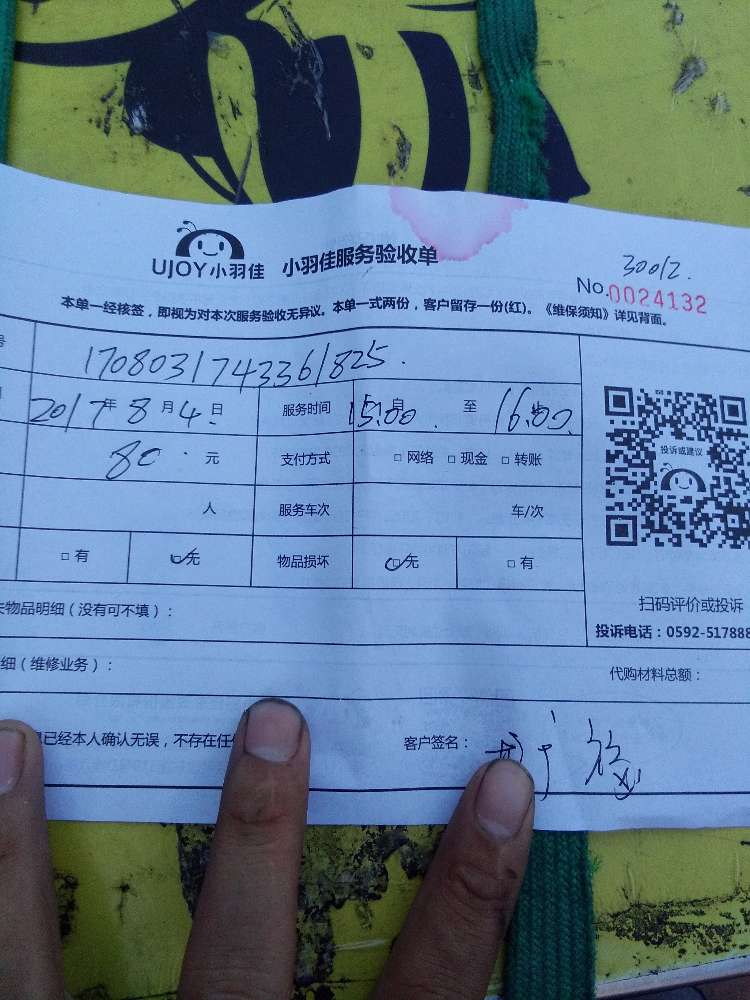 UJOY小羽佳 小羽佳服务验收单
30012.
No.0024132
本单一经核签，即视为对本次服务验收无异议。本单一式两份，客户留存一份(红)。《维保须知》详见背面。
号 1708031743361825.
2017年8月4日 服务时间 15:00 至 16:00
80.元 支付方式 □ 网络 □ 现金 □ 转账
投诉或建议
人 服务车次 车/次
□ 有 □ 无 物品损坏 □ 无 □ 有
失物品明细（没有可不填）：
扫码评价或投诉
投诉电话：0592-517888
细（维修业务）： 代购材料总额：
已经本人确认无误，不存在任 客户签名：